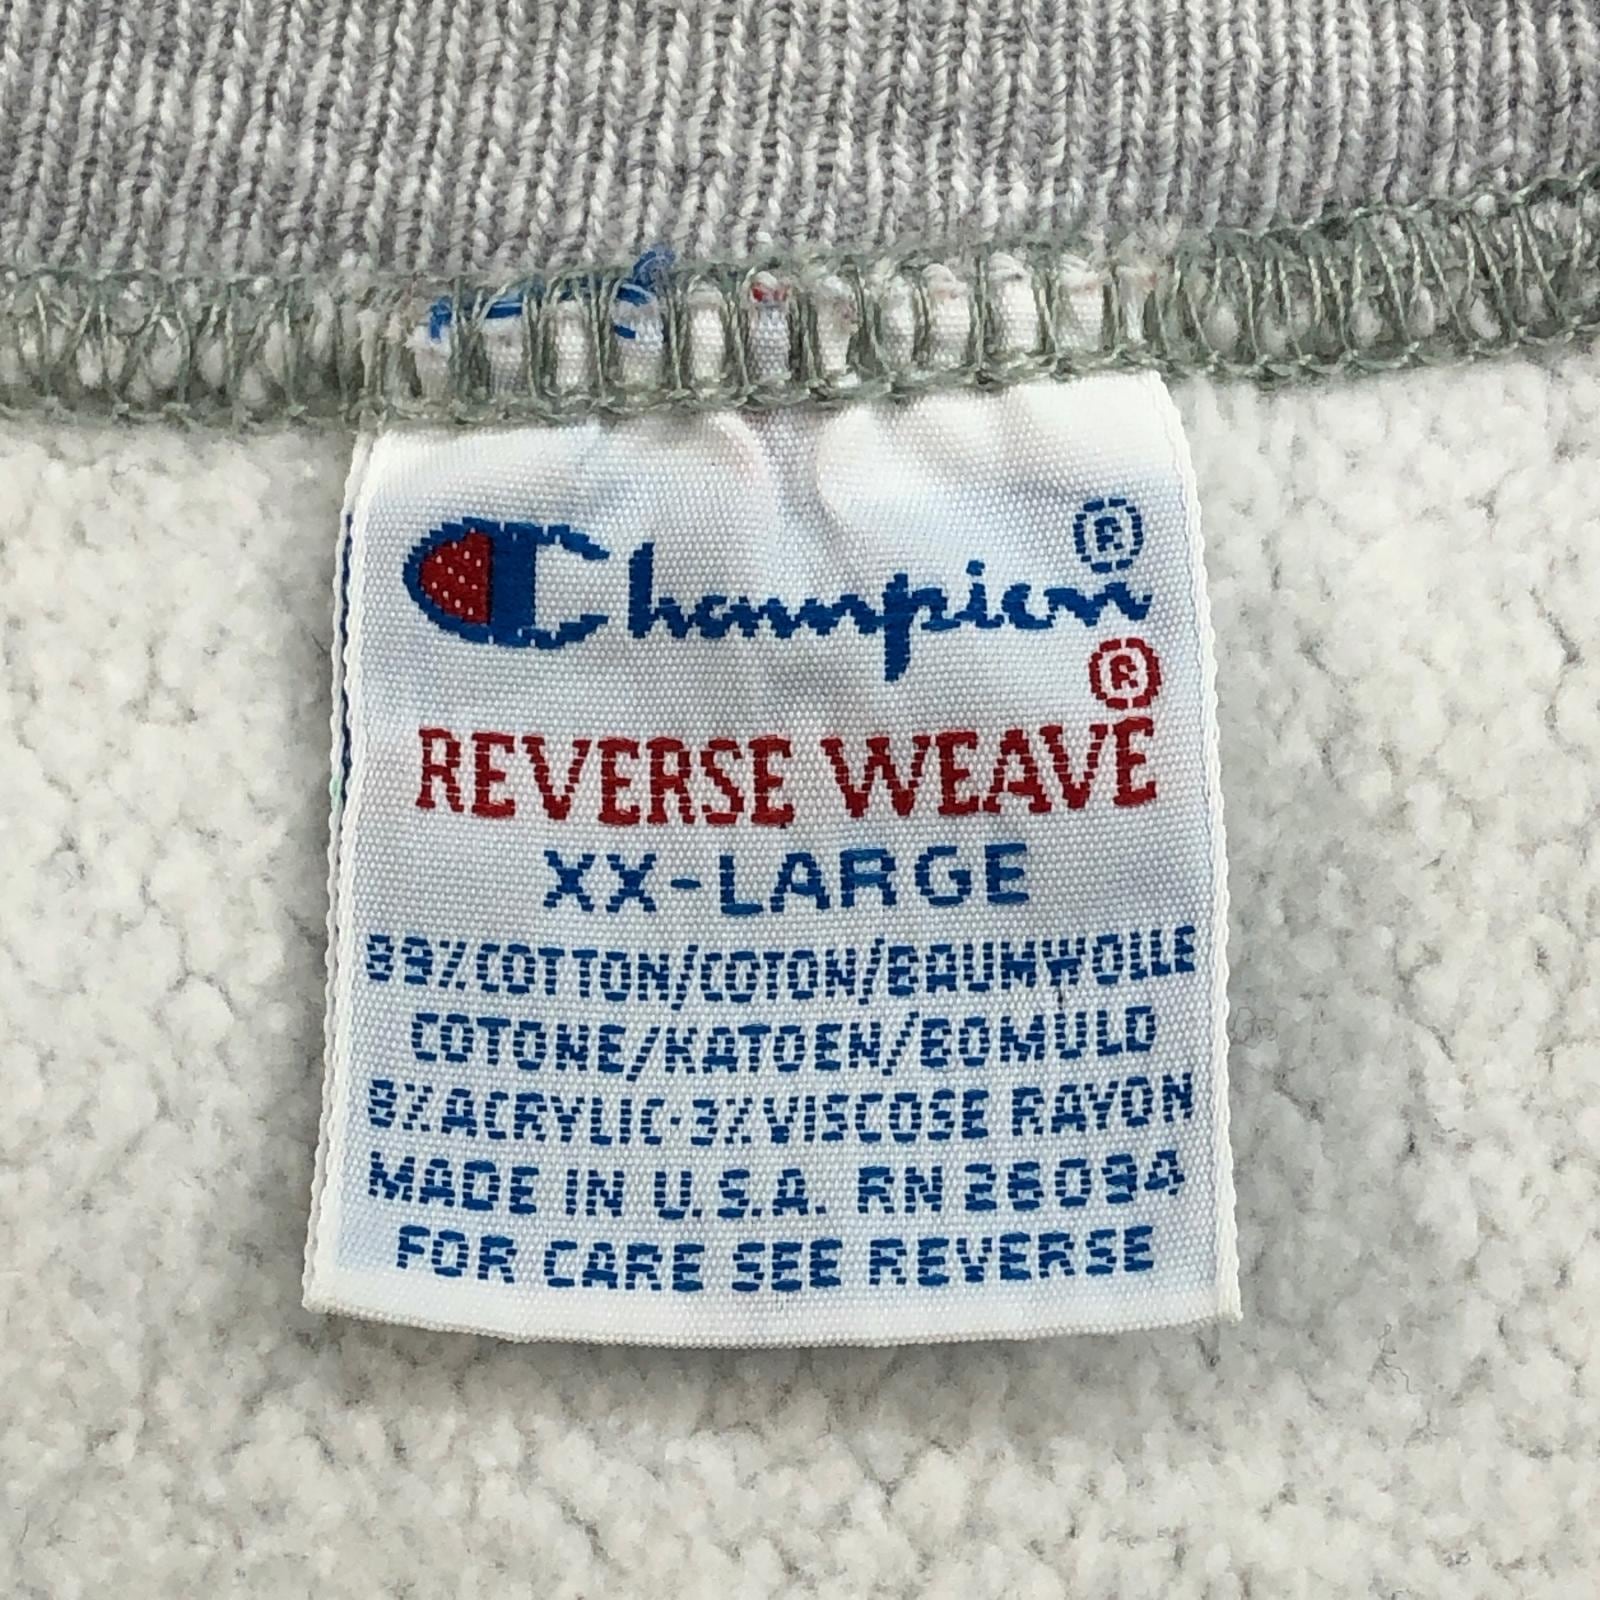 Champion®
REVERSE WEAVE®
XX-LARGE
89%COTTON/COTON/BAUMWOLLE
COTONE/KATOEN/BOMULD
8%ACRYLIC·3%VISCOSE RAYON
MADE IN U.S.A. RN 26094
FOR CARE SEE REVERSE